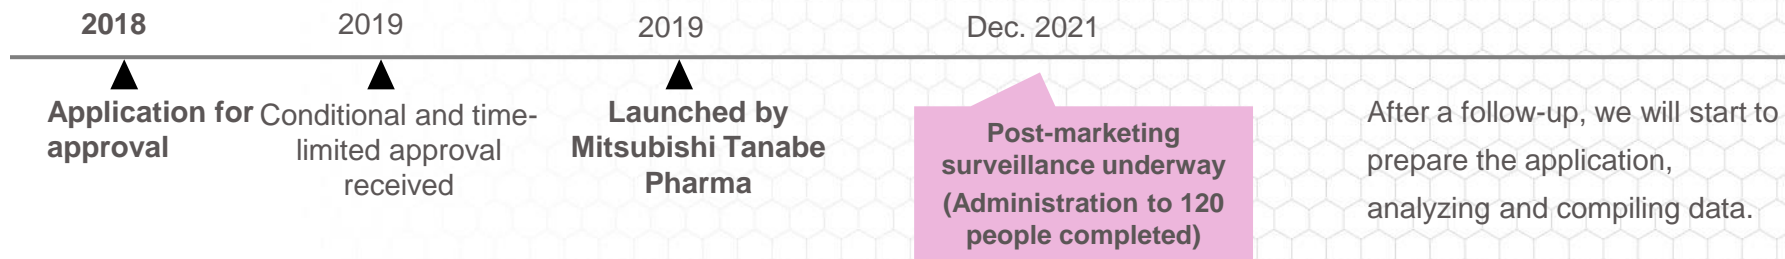 2018
Application for
approval
2019
Conditional and time-
limited approval
received
2019
Launched by
Mitsubishi Tanabe
Pharma
Dec. 2021
Post-marketing
surveillance underway
(Administration to 120
people completed)
After a follow-up, we will start to
prepare the application,
analyzing and compiling data.